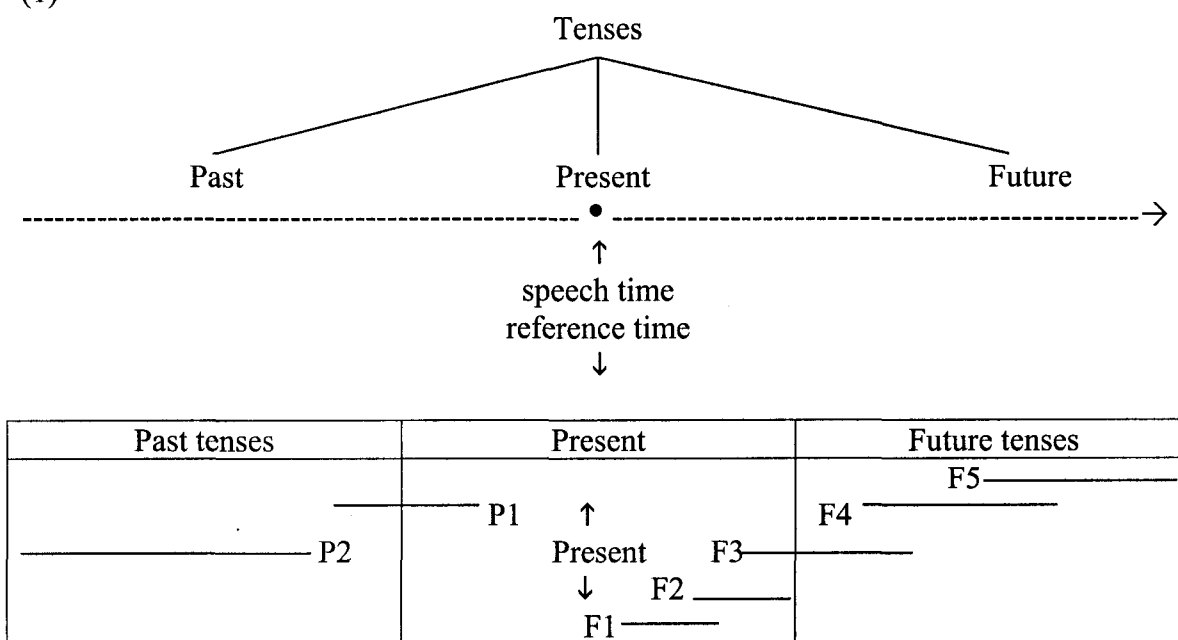 Tenses
Past Present Future
speech time
reference time
Past tenses Present Future tenses
F5
P1 F4
P2 Present F3
F2
F1